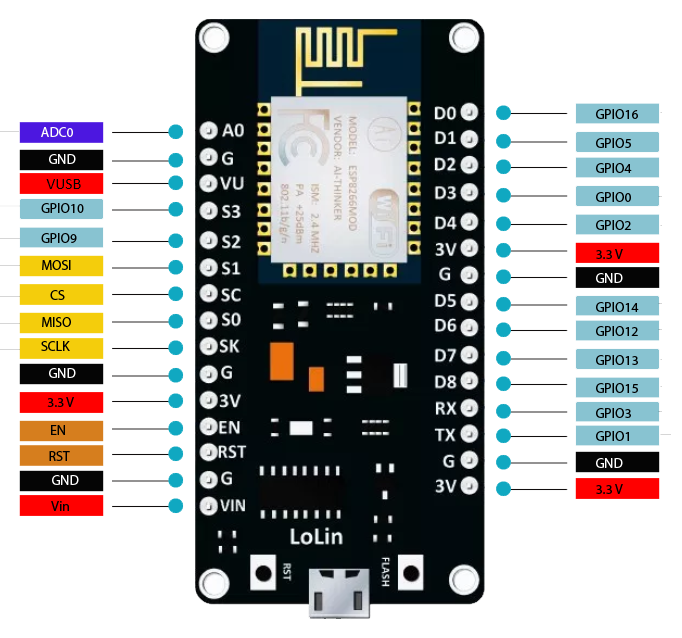 ADC0
GND
VUSB
GPIO10
GPIO9
MOSI
CS
MISO
SCLK
GND
3.3 V
EN
RST
GND
Vin
A0
G
VU
S3
S2
S1
SC
S0
SK
G
3V
EN
RST
G
VIN
MODEL: ESP8266MOD
VENDOR: AI-THINKER
ISM: 2.4 MHZ
PA +25dBm
802.11b/g/n
FC
Ai
WiFi
LoLin
RST
FLASH
D0
D1
D2
D3
D4
3V
G
D5
D6
D7
D8
RX
TX
G
3V
GPIO16
GPIO5
GPIO4
GPIO0
GPIO2
3.3 V
GND
GPIO14
GPIO12
GPIO13
GPIO15
GPIO3
GPIO1
GND
3.3 V